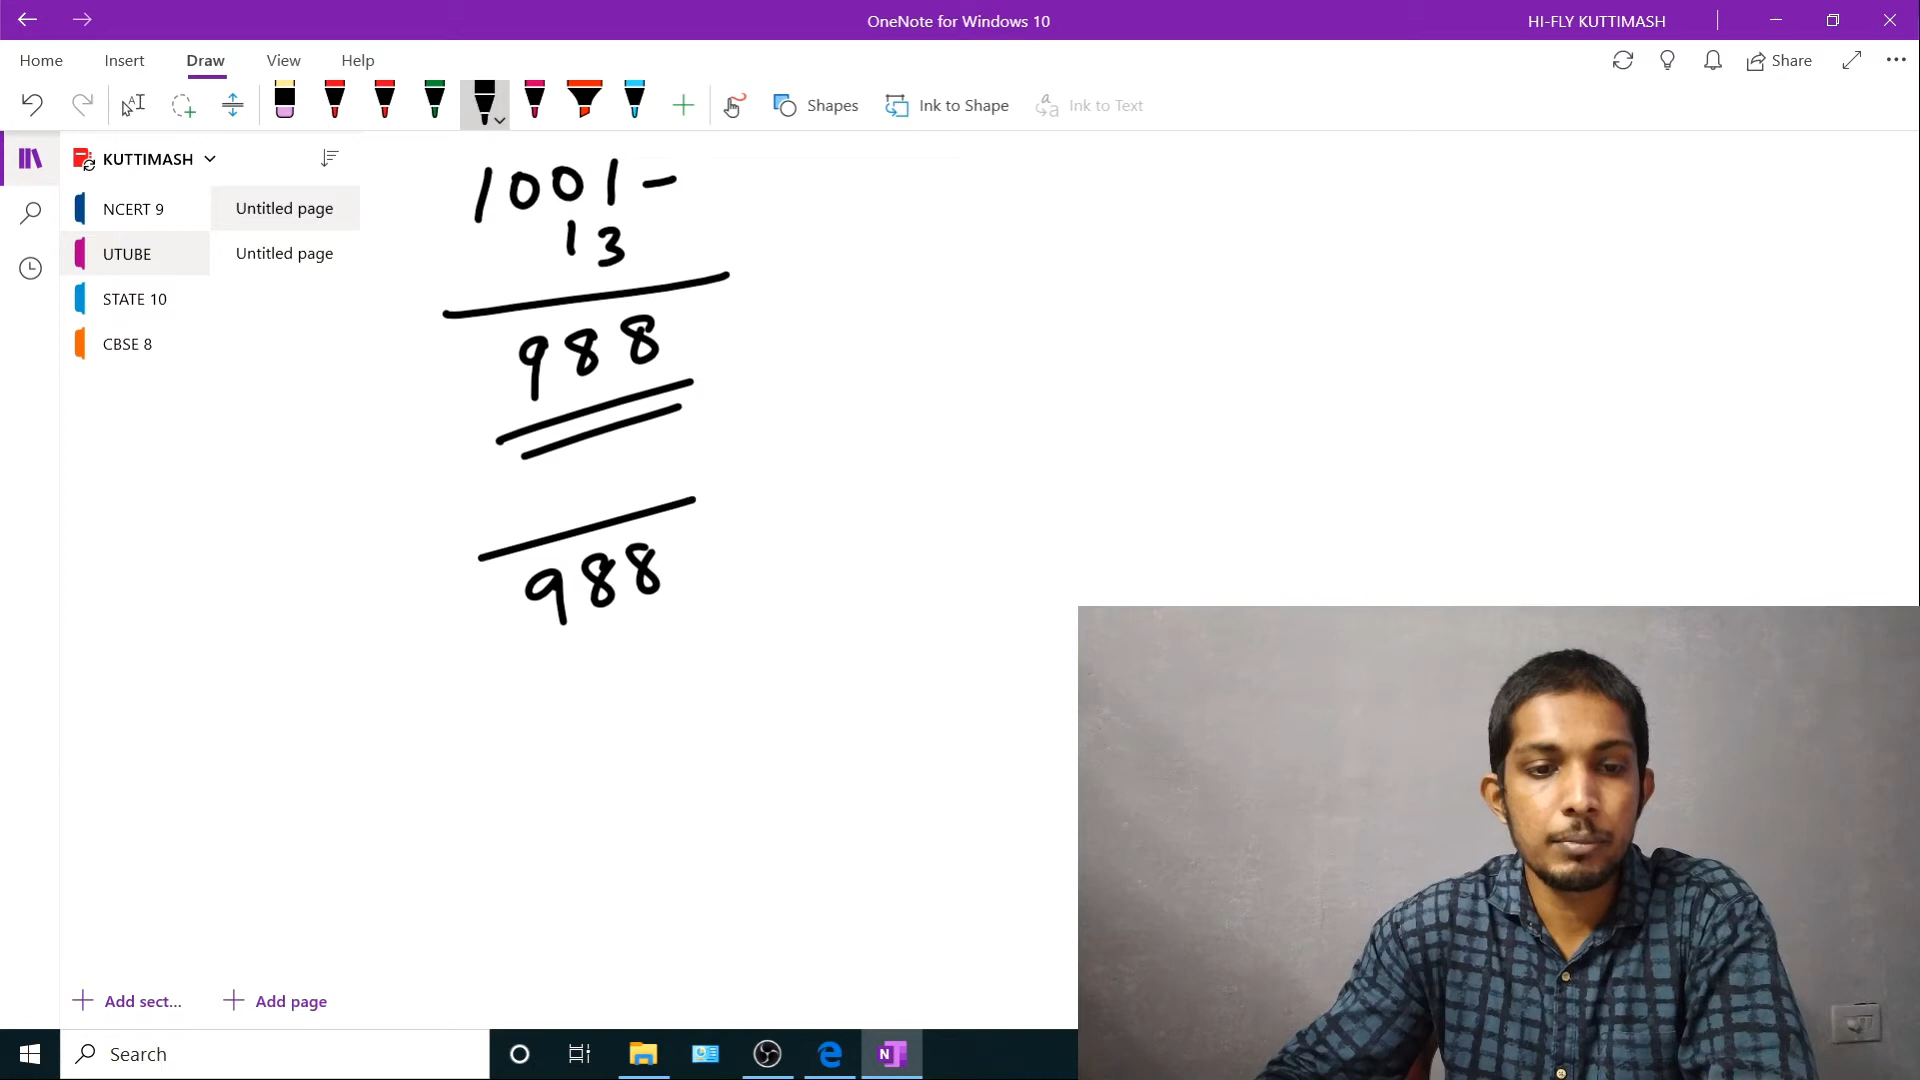 OneNote for Windows 10
HI-FLY KUTTIMASH
Home Insert Draw View Help
Share
Shapes Ink to Shape Ink to Text
KUTTIMASH
NCERT 9
UTUBE
STATE 10
CBSE 8
Untitled page
Untitled page
1001 -
13
988
988
Add sect...
Add page
Search